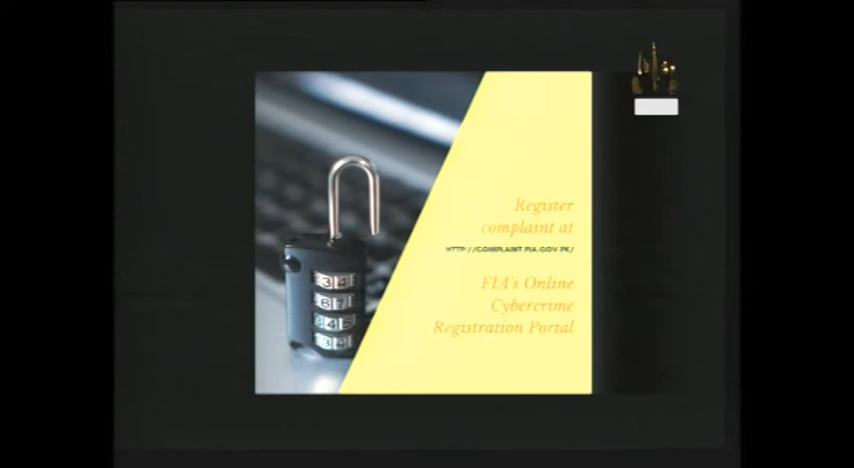 Register
complaint at
HTTP://COMPLAINT.FIA.GOV.PK/
FIA's Online
Cybercrime
Registration Portal